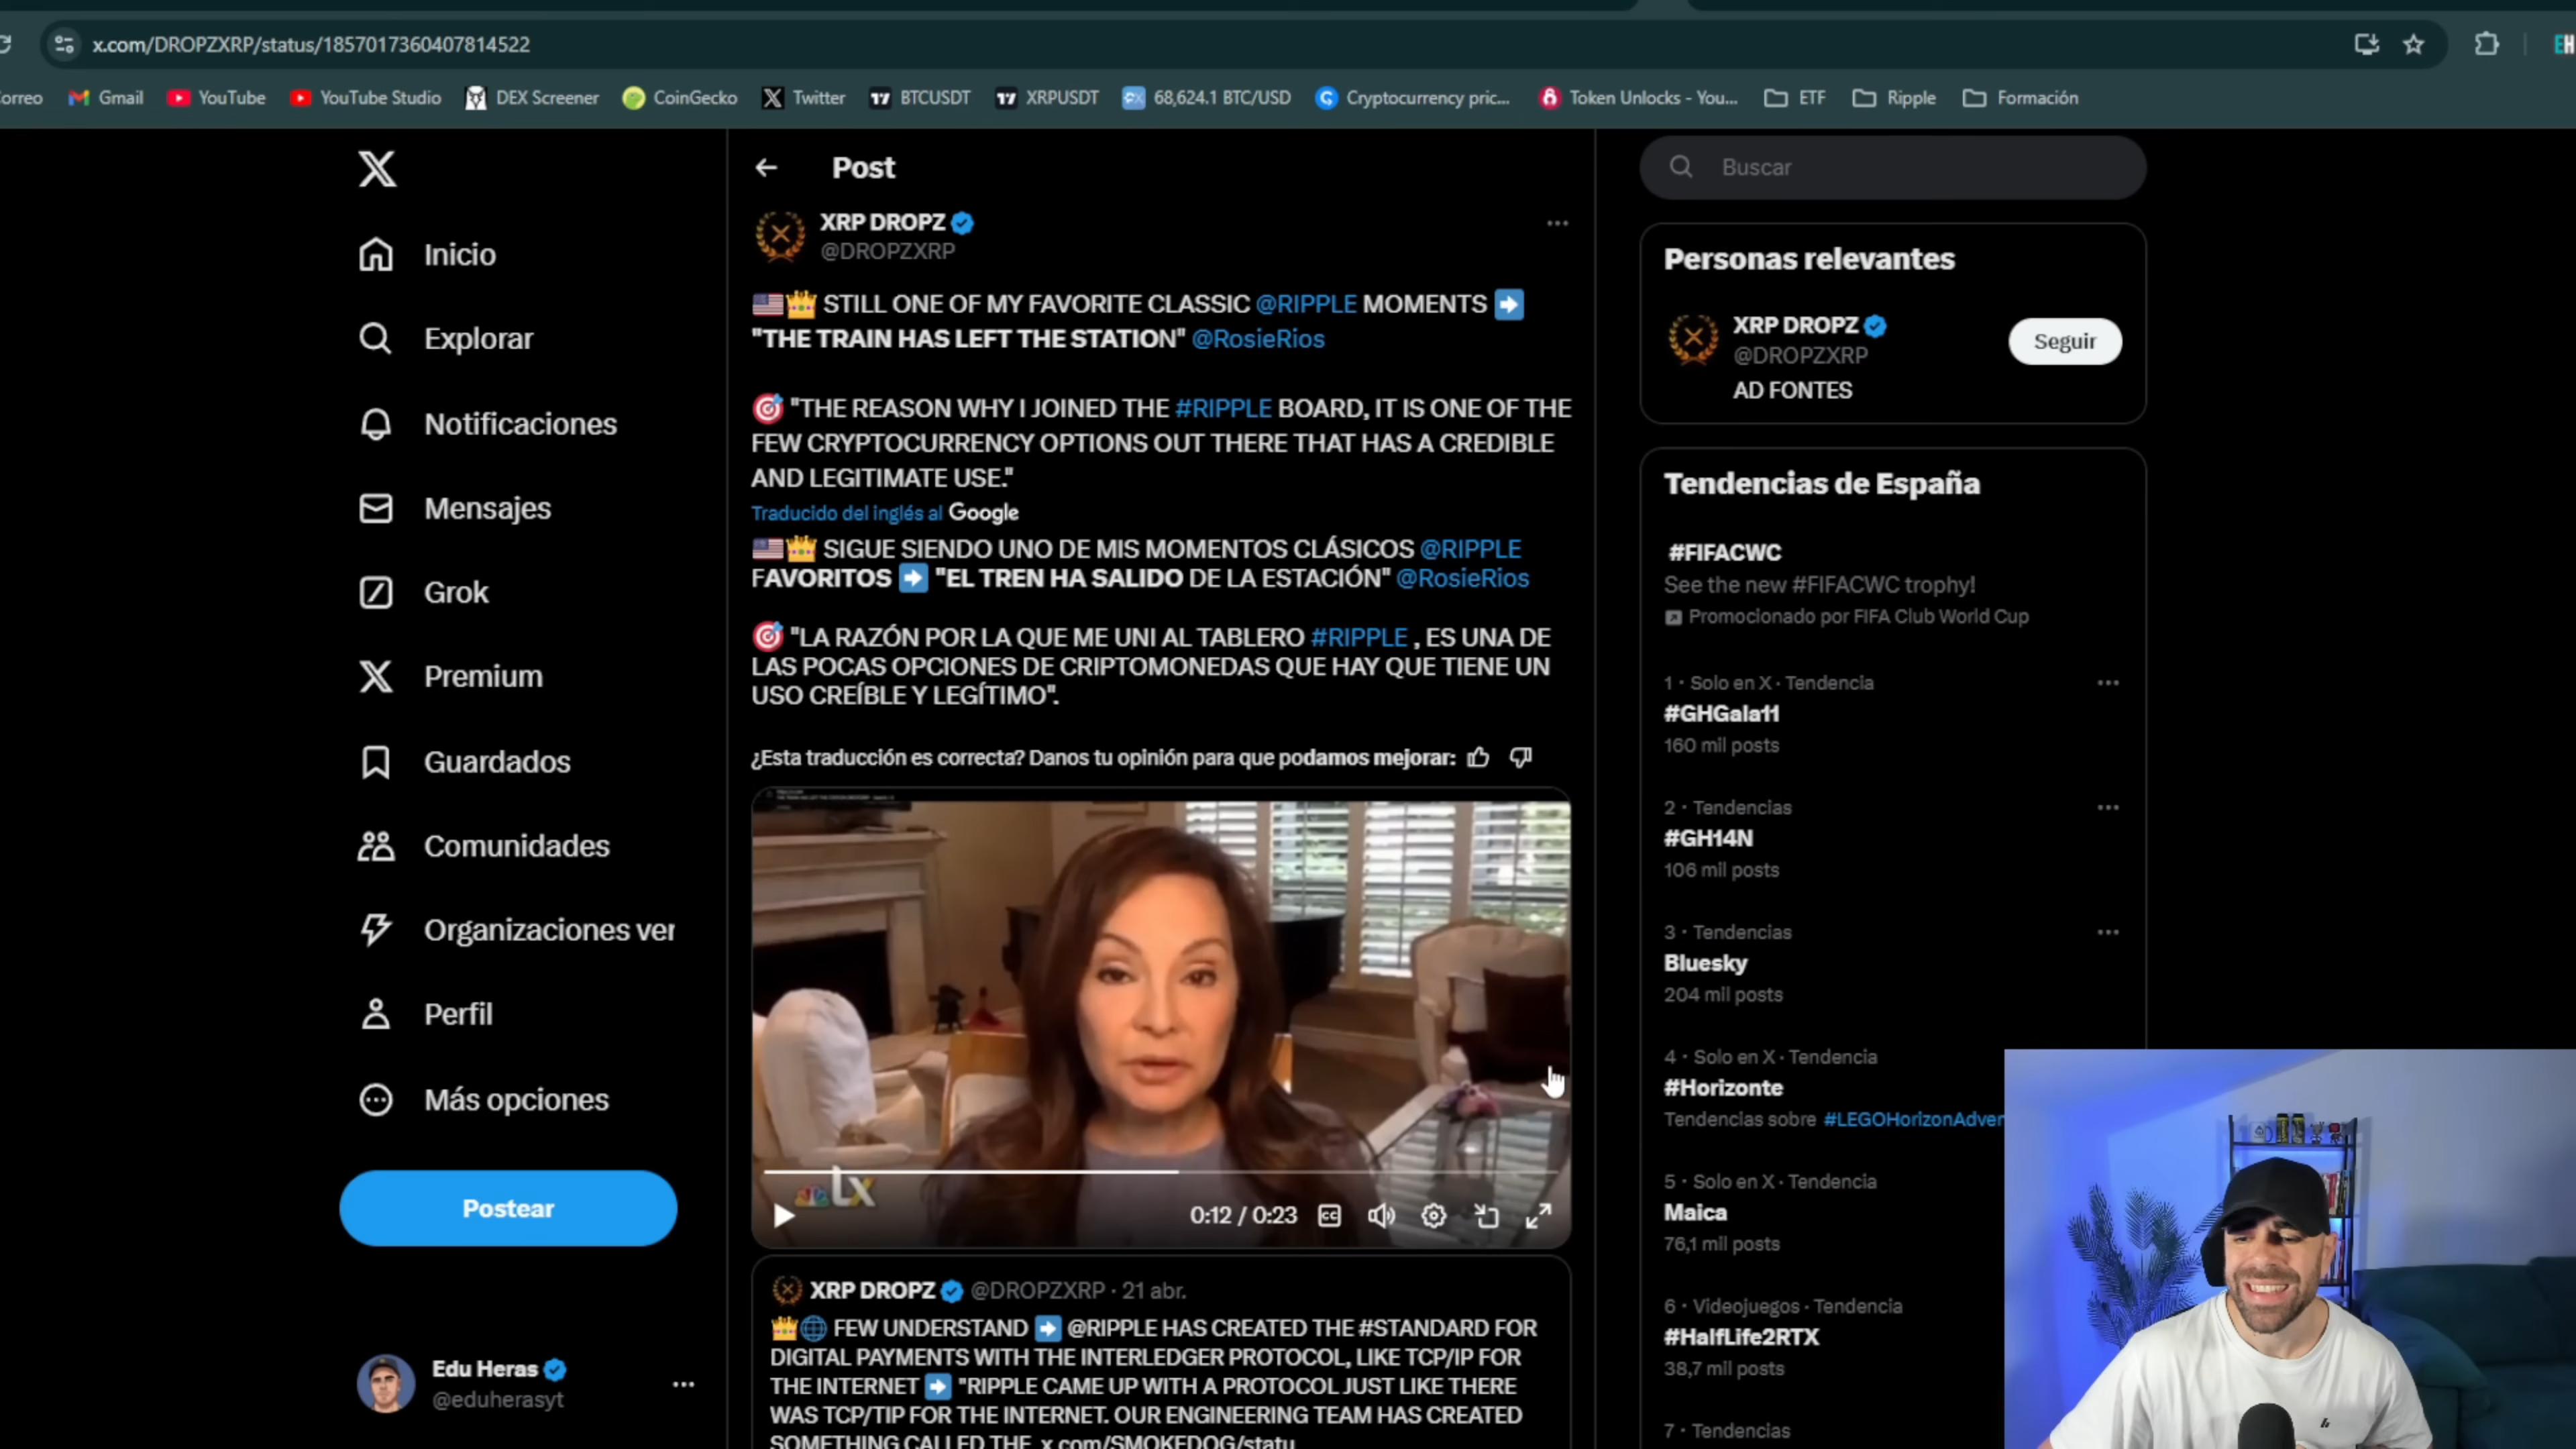 x.com/DROPZXRP/status/1857017360407814522
orreo Gmail YouTube YouTube Studio DEX Screener CoinGecko Twitter BTCUSDT XRPUSDT 68,624.1 BTC/USD Cryptocurrency pric... Token Unlocks - You... ETF Ripple Formación
Inicio
Explorar
Notificaciones
Mensajes
Grok
Premium
Guardados
Comunidades
Organizaciones ver
Perfil
Más opciones
Postear
Edu Heras
@eduherasyt
Post
XRP DROPZ
@DROPZXRP
🇺🇸👑 STILL ONE OF MY FAVORITE CLASSIC @RIPPLE MOMENTS ➡️
"THE TRAIN HAS LEFT THE STATION" @RosieRios
🎯 "THE REASON WHY I JOINED THE #RIPPLE BOARD, IT IS ONE OF THE
FEW CRYPTOCURRENCY OPTIONS OUT THERE THAT HAS A CREDIBLE
AND LEGITIMATE USE."
Traducido del inglés al Google
🇺🇸👑 SIGUE SIENDO UNO DE MIS MOMENTOS CLÁSICOS @RIPPLE
FAVORITOS ➡️ "EL TREN HA SALIDO DE LA ESTACIÓN" @RosieRios
🎯 "LA RAZÓN POR LA QUE ME UNI AL TABLERO #RIPPLE , ES UNA DE
LAS POCAS OPCIONES DE CRIPTOMONEDAS QUE HAY QUE TIENE UN
USO CREÍBLE Y LEGÍTIMO".
¿Esta traducción es correcta? Danos tu opinión para que podamos mejorar:
LX
0:12 / 0:23 CC
XRP DROPZ @DROPZXRP · 21 abr.
👑🌐 FEW UNDERSTAND ➡️ @RIPPLE HAS CREATED THE #STANDARD FOR
DIGITAL PAYMENTS WITH THE INTERLEDGER PROTOCOL, LIKE TCP/IP FOR
THE INTERNET ➡️ "RIPPLE CAME UP WITH A PROTOCOL JUST LIKE THERE
WAS TCP/TIP FOR THE INTERNET. OUR ENGINEERING TEAM HAS CREATED
SOMETHING CALLED THE x.com/SMOKEDOG/statu
Buscar
Personas relevantes
XRP DROPZ
@DROPZXRP
AD FONTES
Seguir
Tendencias de España
#FIFACWC
See the new #FIFACWC trophy!
Promocionado por FIFA Club World Cup
1 · Solo en X · Tendencia
#GHGala11
160 mil posts
2 · Tendencias
#GH14N
106 mil posts
3 · Tendencias
Bluesky
204 mil posts
4 · Solo en X · Tendencia
#Horizonte
Tendencias sobre #LEGOHorizonAdver
5 · Solo en X · Tendencia
Maica
76,1 mil posts
6 · Videojuegos · Tendencia
#HalfLife2RTX
38,7 mil posts
7 · Tendencias